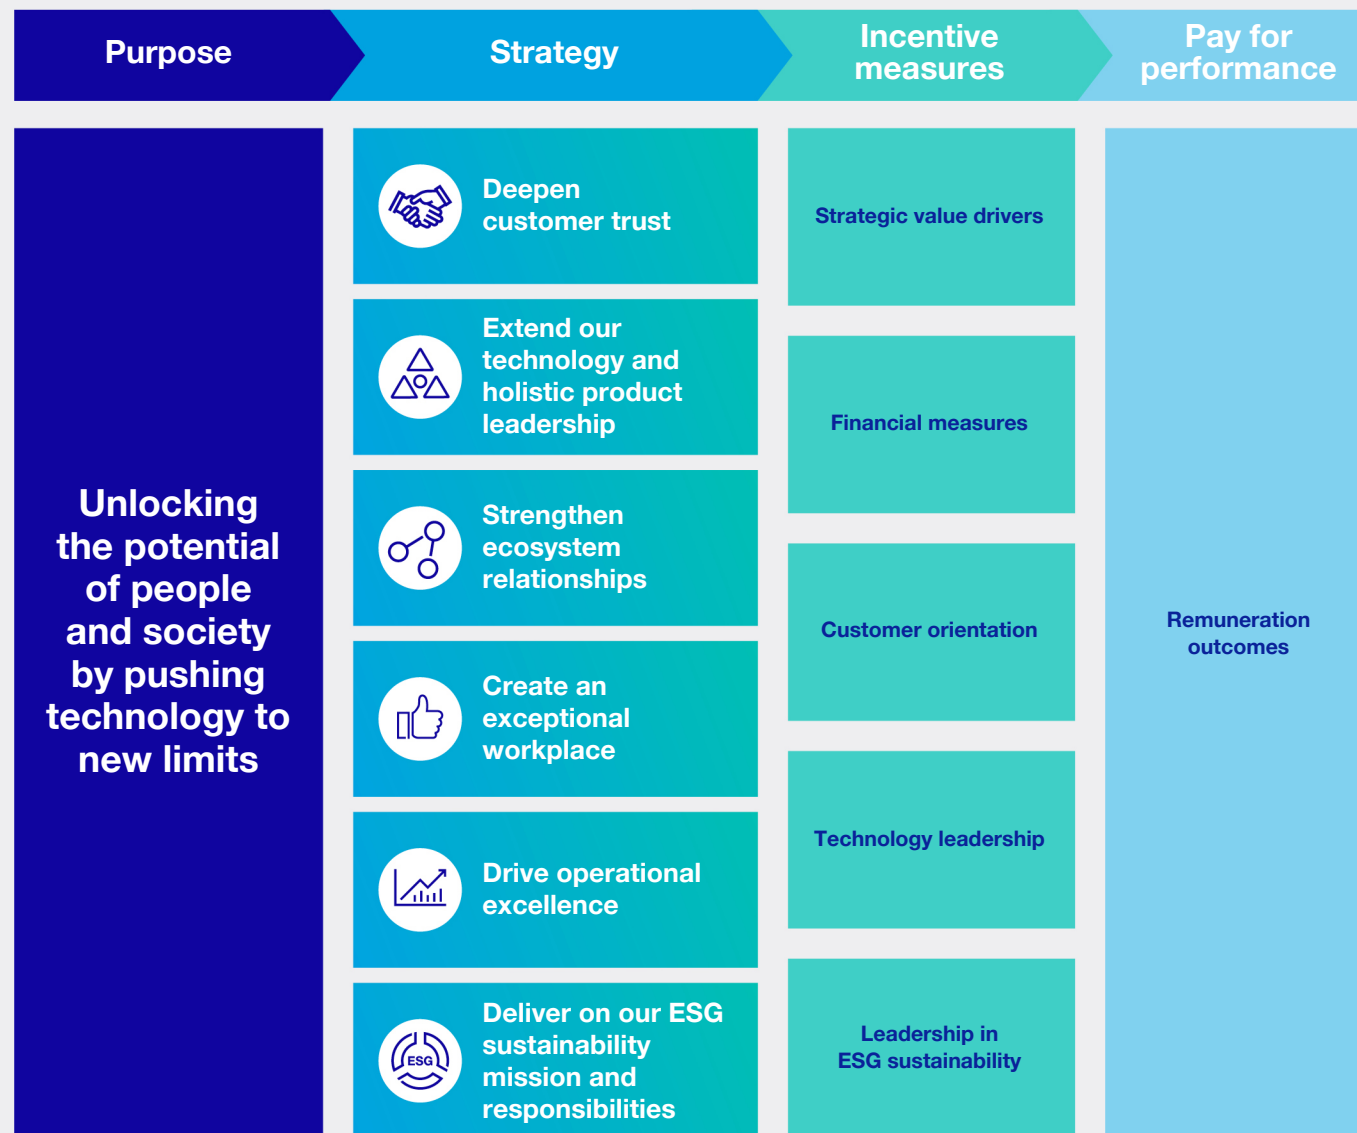 Purpose
Strategy
Incentive
measures
Pay for
performance
Unlocking
the potential
of people
and society
by pushing
technology to
new limits
Deepen
customer trust
Extend our
technology and
holistic product
leadership
Strengthen
ecosystem
relationships
Create an
exceptional
workplace
Drive operational
excellence
ESG
Deliver on our ESG
sustainability
mission and
responsibilities
Strategic value drivers
Financial measures
Customer orientation
Technology leadership
Leadership in
ESG sustainability
Remuneration
outcomes